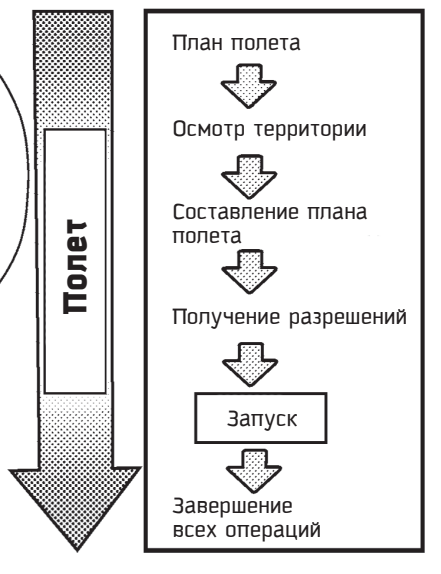 Полет
План полета
Осмотр территории
Составление плана
полета
Получение разрешений
Запуск
Завершение
всех операций